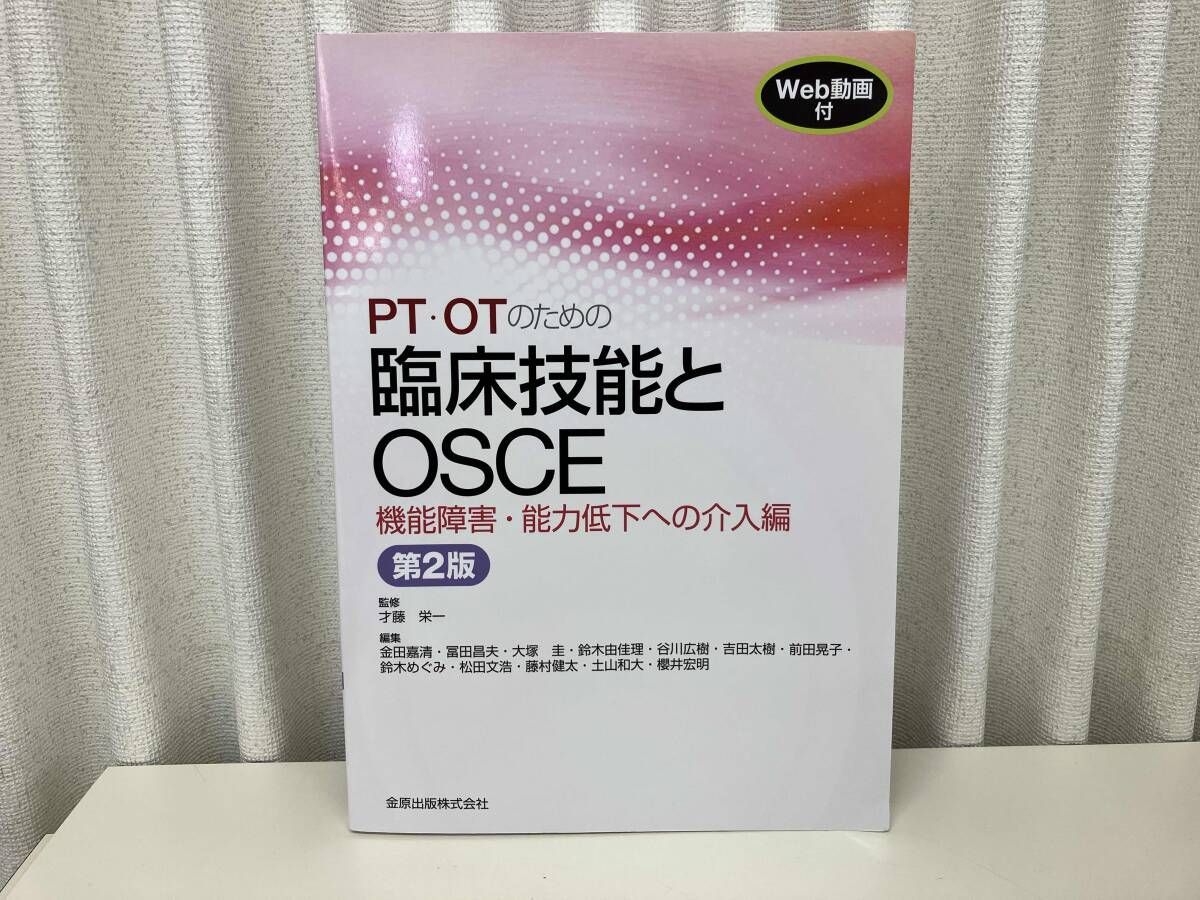 Web動画
付
PT・OTのための
臨床技能と
OSCE
機能障害・能力低下への介入編
第2版
監修
才藤 栄一
編集
金田嘉清・冨田昌夫・大塚 圭・鈴木由佳理・谷川広樹・吉田太樹・前田晃子・
鈴木めぐみ・松田文浩・藤村健太・土山和大・櫻井宏明
金原出版株式会社